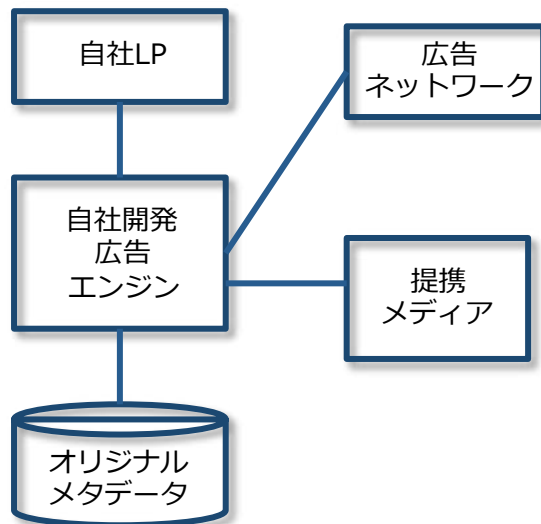 自社LP
広告
ネットワーク
自社開発
広告
エンジン
提携
メディア
オリジナル
メタデータ